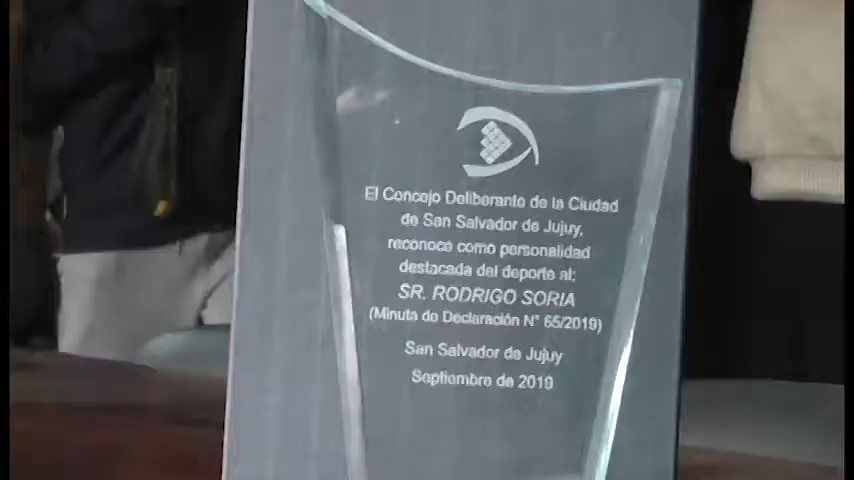 El Concejo Deliberante de la Ciudad
de San Salvador de Jujuy,
reconoce como personalidad
destacada del deporte al:
SR. RODRIGO SORIA
(Minuta de Declaración N° 65/2019)
San Salvador de Jujuy
Septiembre de 2019